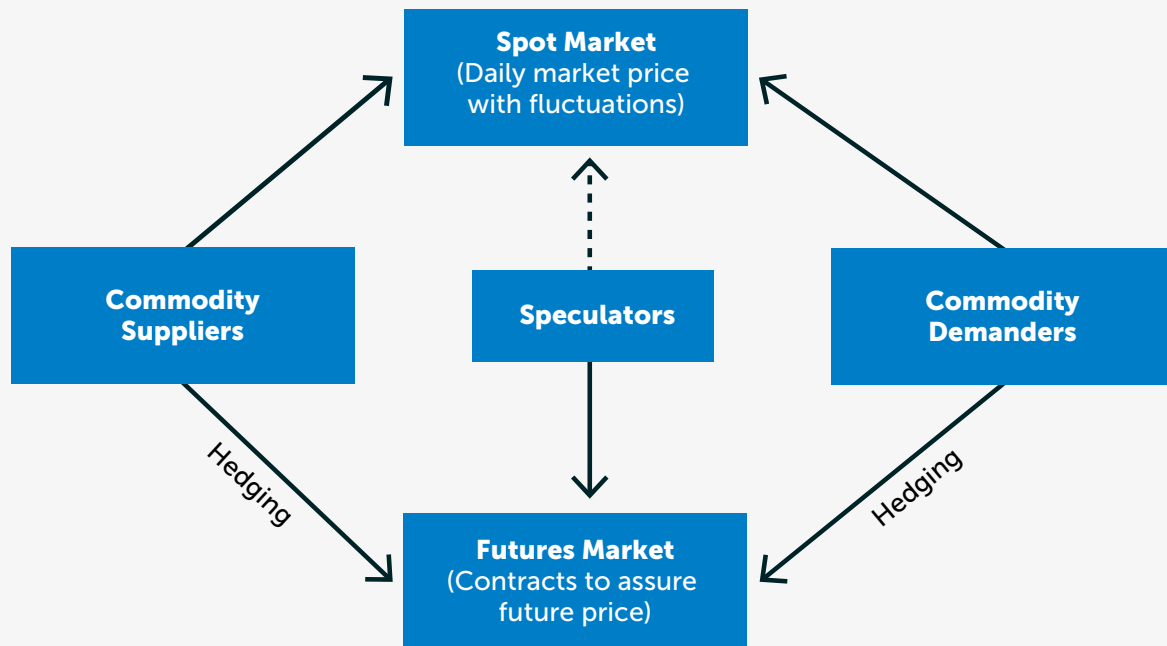 Spot Market
(Daily market price
with fluctuations)
Commodity
Suppliers
Speculators
Commodity
Demanders
Hedging
Hedging
Futures Market
(Contracts to assure
future price)